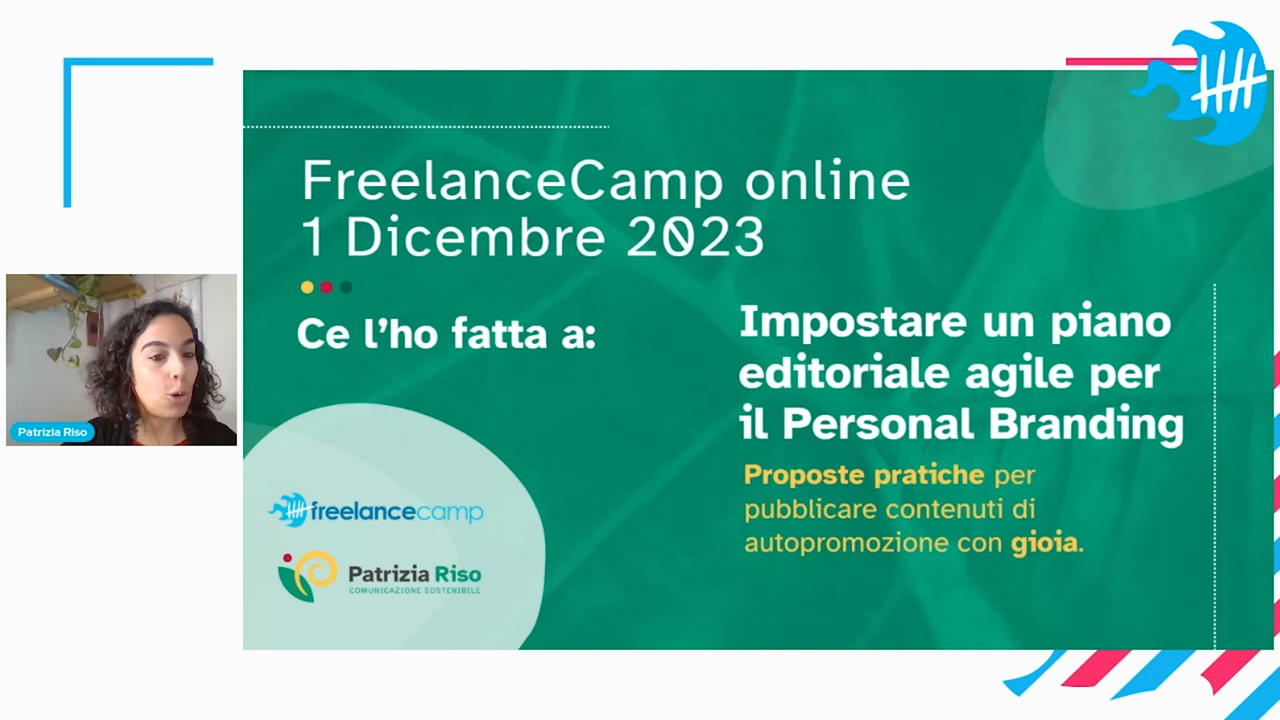 FreelanceCamp online
1 Dicembre 2023
Ce l'ho fatta a:
Impostare un piano
editoriale agile per
il Personal Branding
Proposte pratiche per
pubblicare contenuti di
autopromozione con gioia.
Patrizia Riso
freelancecamp
Patrizia Riso
COMUNICAZIONE SOSTENIBILE